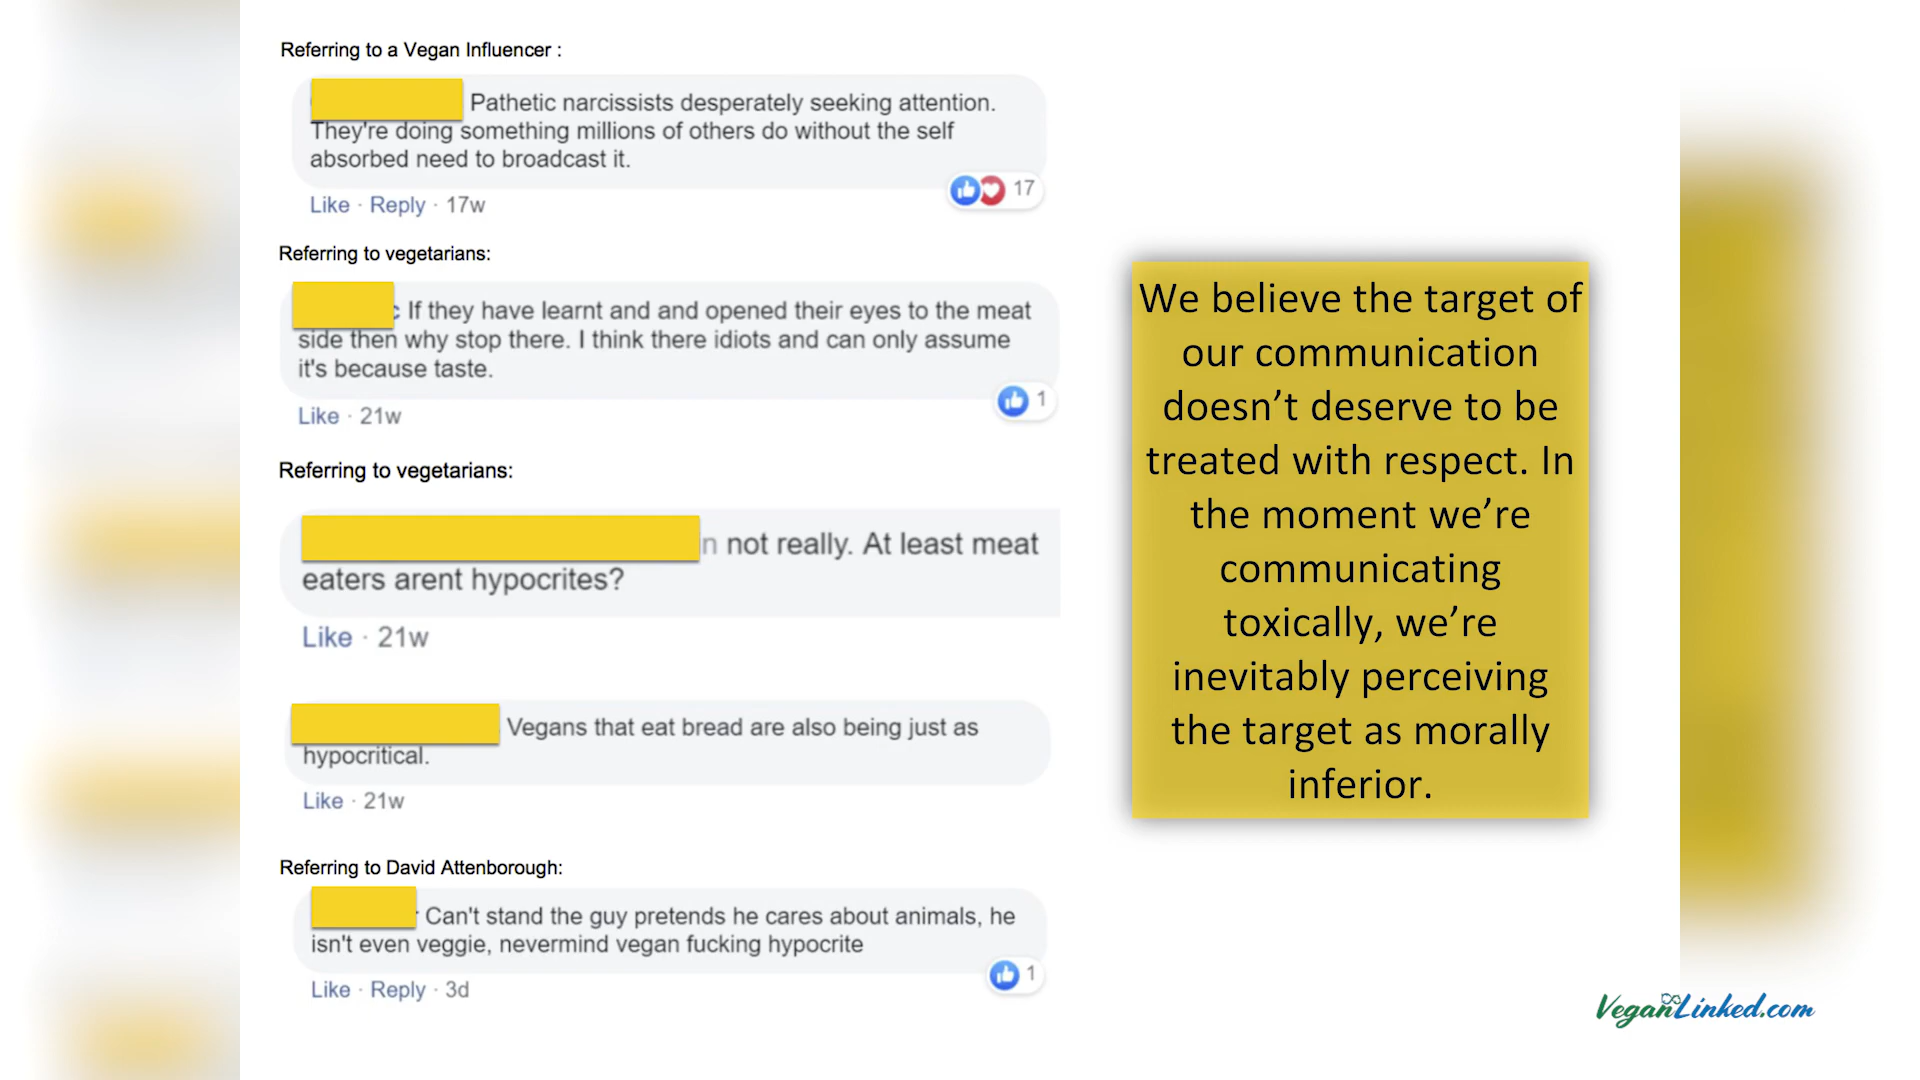 Referring to a Vegan Influencer :
Pathetic narcissists desperately seeking attention.
They're doing something millions of others do without the self
absorbed need to broadcast it.
Like · Reply · 17w
17
Referring to vegetarians:
If they have learnt and and opened their eyes to the meat
side then why stop there. I think there idiots and can only assume
it's because taste.
Like · 21w
1
Referring to vegetarians:
n not really. At least meat
eaters arent hypocrites?
Like · 21w
Vegans that eat bread are also being just as
hypocritical.
Like · 21w
Referring to David Attenborough:
Can't stand the guy pretends he cares about animals, he
isn't even veggie, nevermind vegan fucking hypocrite
Like · Reply · 3d
1
We believe the target of
our communication
doesn’t deserve to be
treated with respect. In
the moment we’re
communicating
toxically, we’re
inevitably perceiving
the target as morally
inferior.
VeganLinked.com